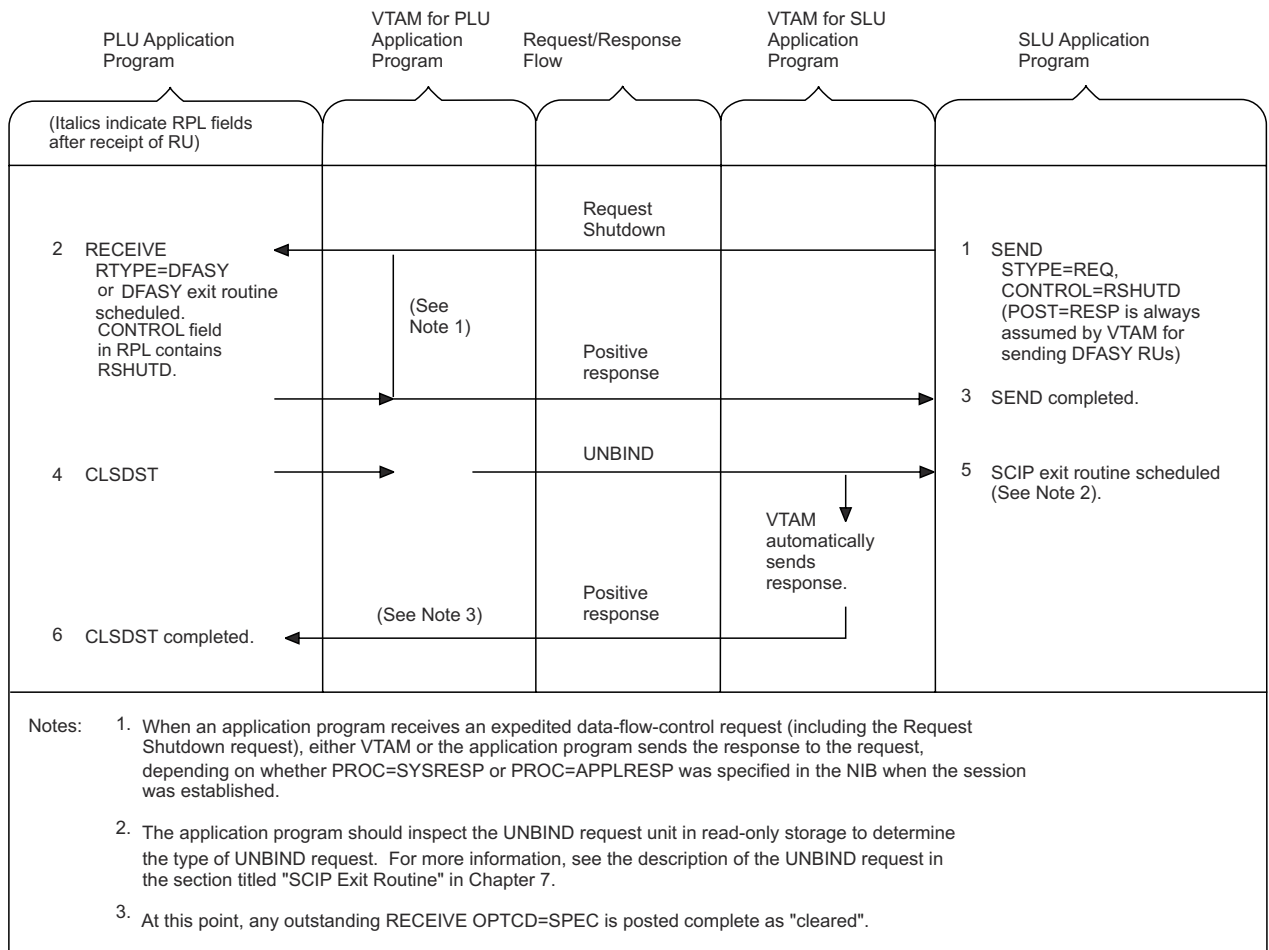 PLU Application
Program
VTAM for PLU
Application
Program
Request/Response
Flow
VTAM for SLU
Application
Program
SLU Application
Program
(Italics indicate RPL fields
after receipt of RU)
Request
Shutdown
2 RECEIVE
RTYPE=DFASY
or DFASY exit routine
scheduled.
CONTROL field
in RPL contains
RSHUTD.
(See
Note 1)
1 SEND
STYPE=REQ,
CONTROL=RSHUTD
(POST=RESP is always
assumed by VTAM for
sending DFASY RUs)
Positive
response
3 SEND completed.
4 CLSDST
UNBIND
5 SCIP exit routine scheduled
(See Note 2).
VTAM
automatically
sends
response.
6 CLSDST completed.
(See Note 3)
Positive
response
Notes: 1. When an application program receives an expedited data-flow-control request (including the Request
Shutdown request), either VTAM or the application program sends the response to the request,
depending on whether PROC=SYSRESP or PROC=APPLRESP was specified in the NIB when the session
was established.
2. The application program should inspect the UNBIND request unit in read-only storage to determine
the type of UNBIND request. For more information, see the description of the UNBIND request in
the section titled "SCIP Exit Routine" in Chapter 7.
3. At this point, any outstanding RECEIVE OPTCD=SPEC is posted complete as "cleared".